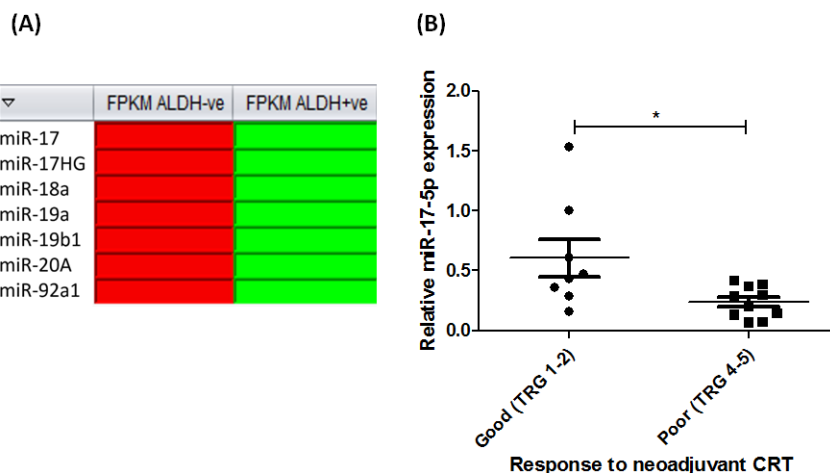 (A)
FPKM ALDH-ve FPKM ALDH+ve
miR-17
miR-17HG
miR-18a
miR-19a
miR-19b1
miR-20A
miR-92a1
(B)
Relative miR-17-5p expression
2.0
1.5
1.0
0.5
0.0
*
Good (TRG 1-2)
Poor (TRG 4-5)
Response to neoadjuvant CRT